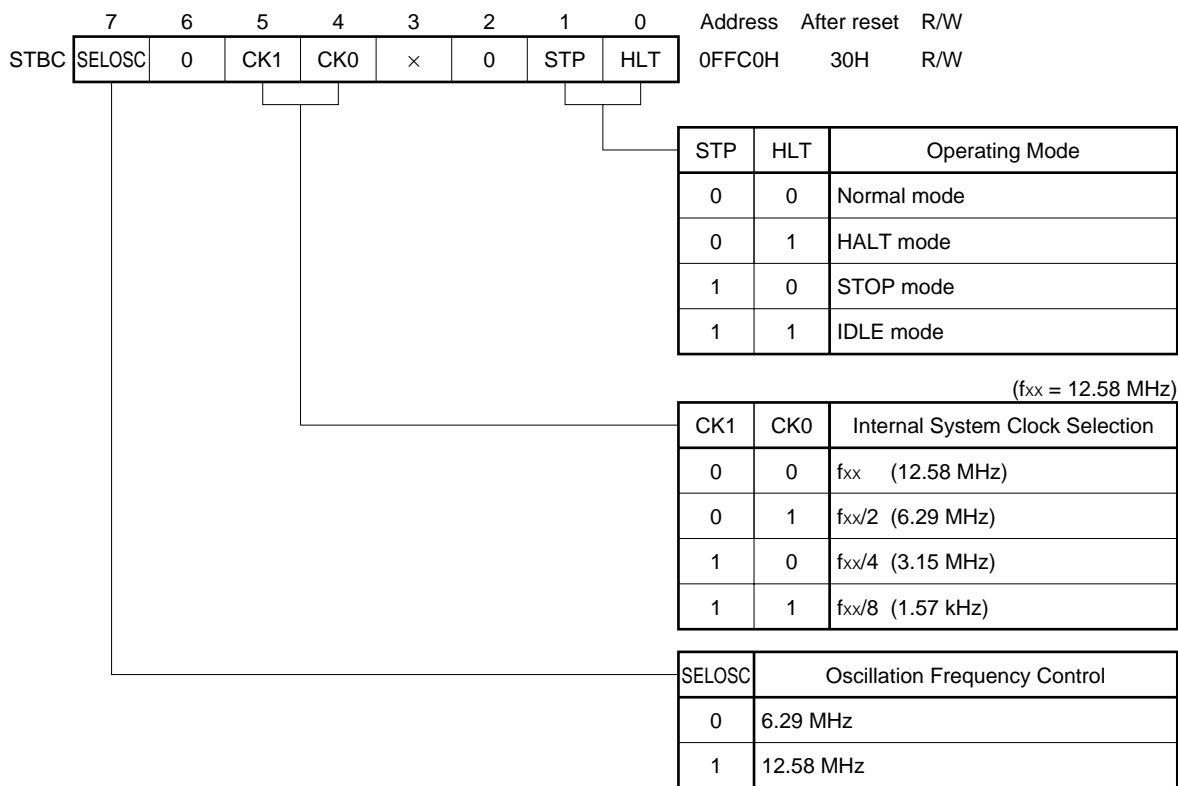 7 6 5 4 3 2 1 0 Address After reset R/W
STBC SELOSC 0 CK1 CK0 × 0 STP HLT 0FFC0H 30H R/W
STP HLT Operating Mode
0 0 Normal mode
0 1 HALT mode
1 0 STOP mode
1 1 IDLE mode
(fxx = 12.58 MHz)
CK1 CK0 Internal System Clock Selection
0 0 fxx (12.58 MHz)
0 1 fxx/2 (6.29 MHz)
1 0 fxx/4 (3.15 MHz)
1 1 fxx/8 (1.57 kHz)
SELOSC Oscillation Frequency Control
0 6.29 MHz
1 12.58 MHz